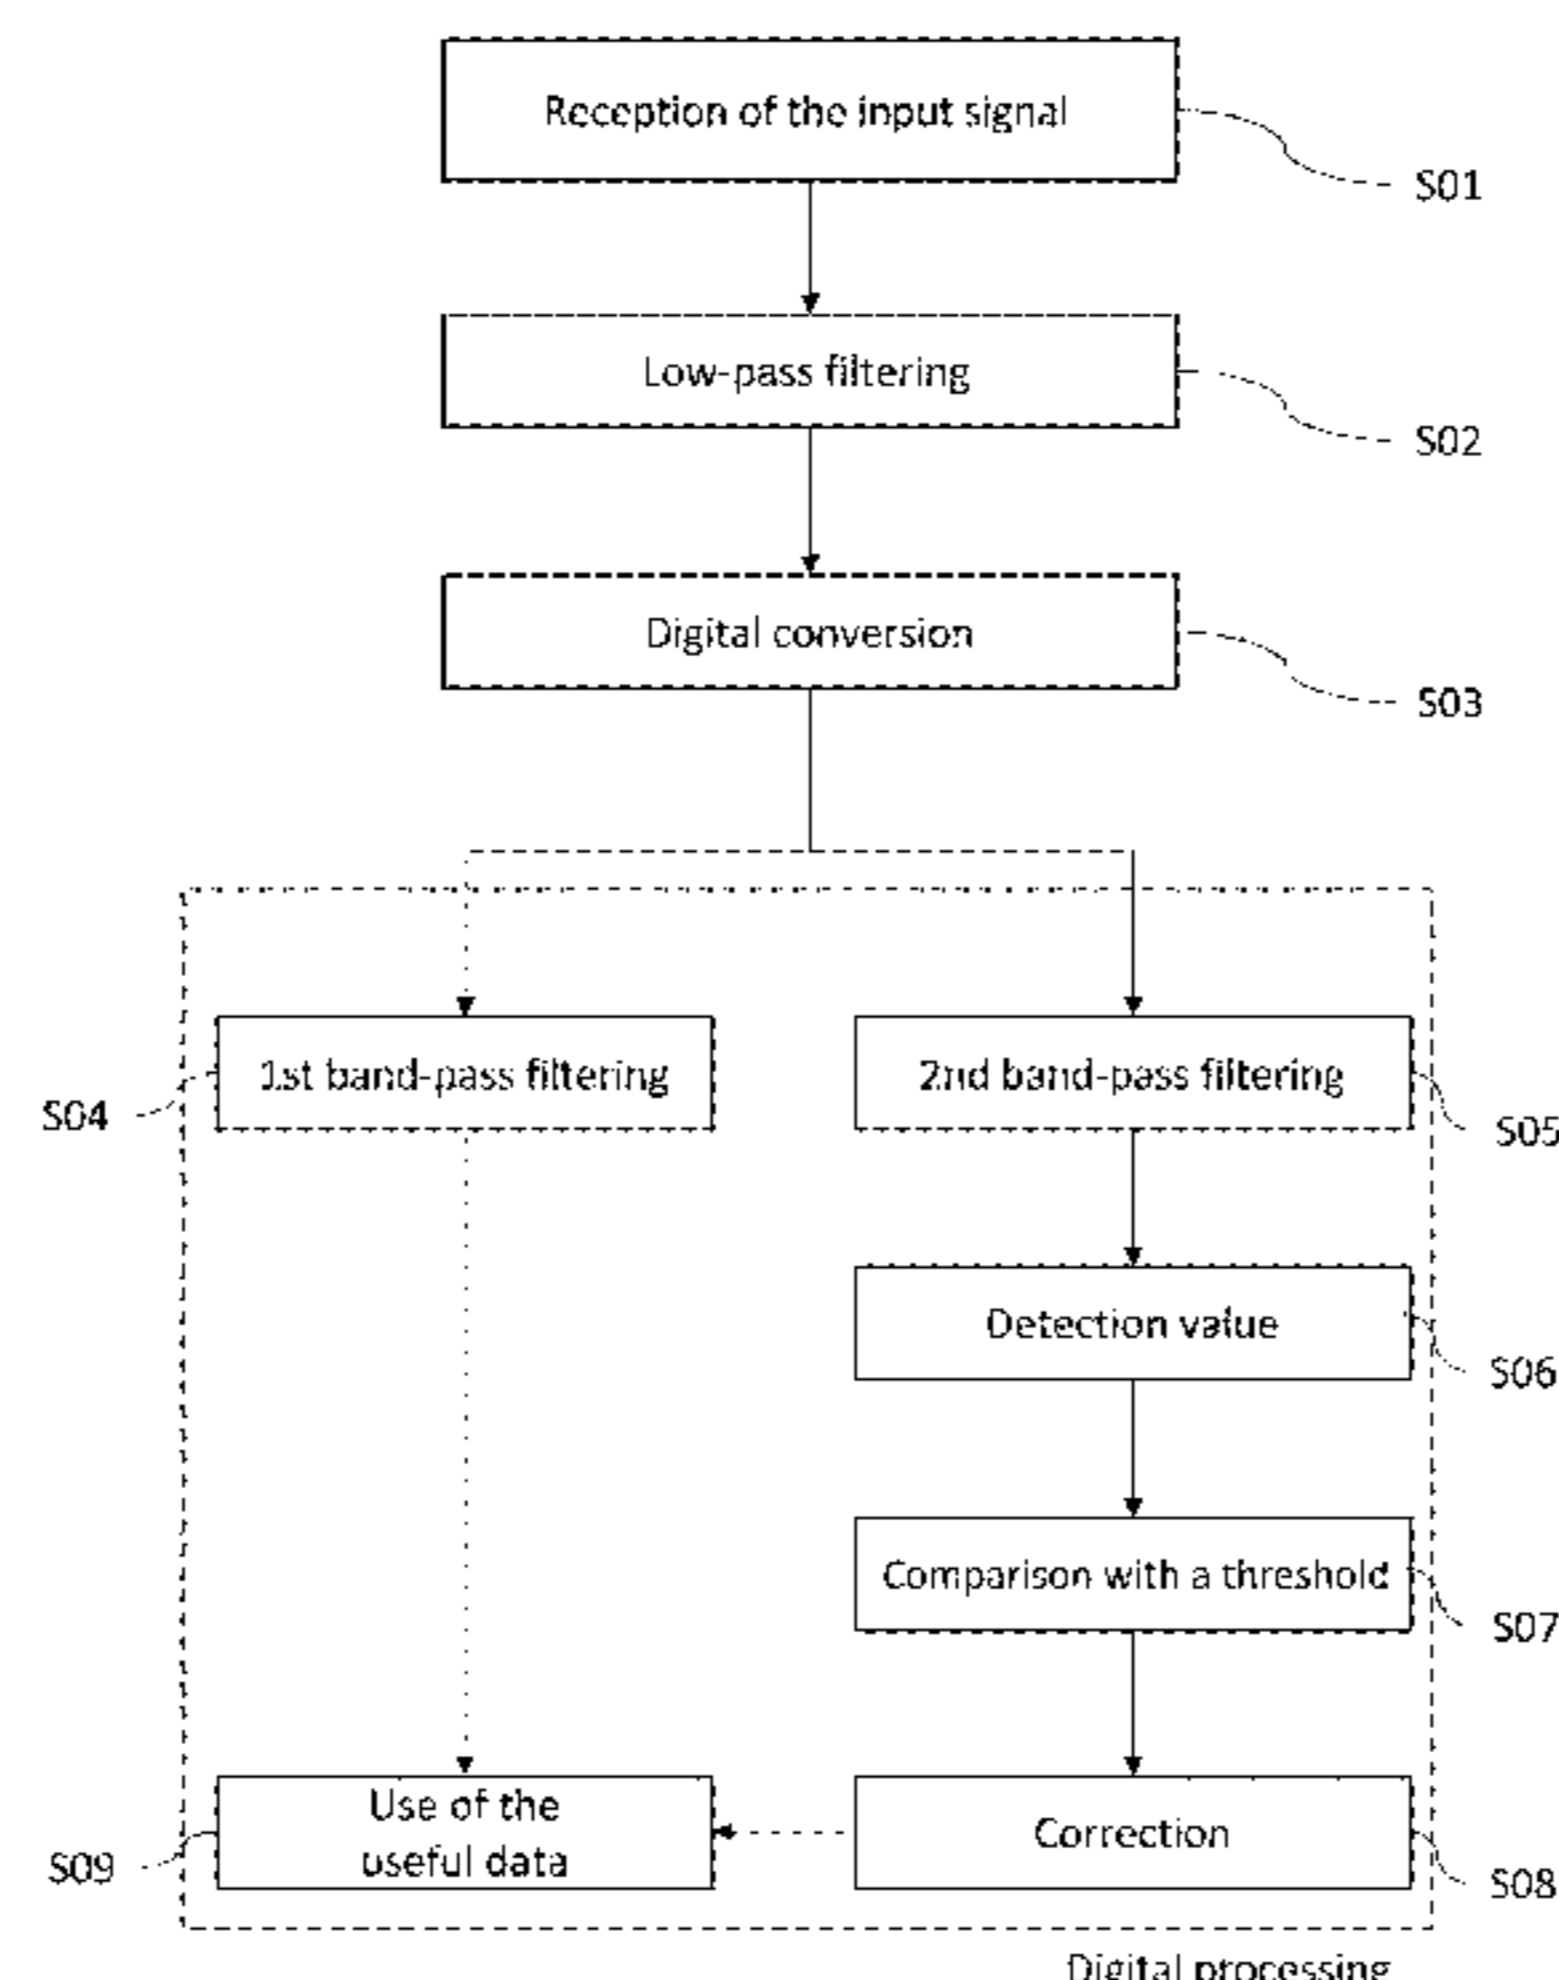 Reception of the input signal
S01
Low-pass filtering
S02
Digital conversion
S03
1st band-pass filtering
2nd band-pass filtering
S04
S05
Detection value
S06
Comparison with a threshold
S07
Use of the
useful data
Correction
S09
S08
Digital processing